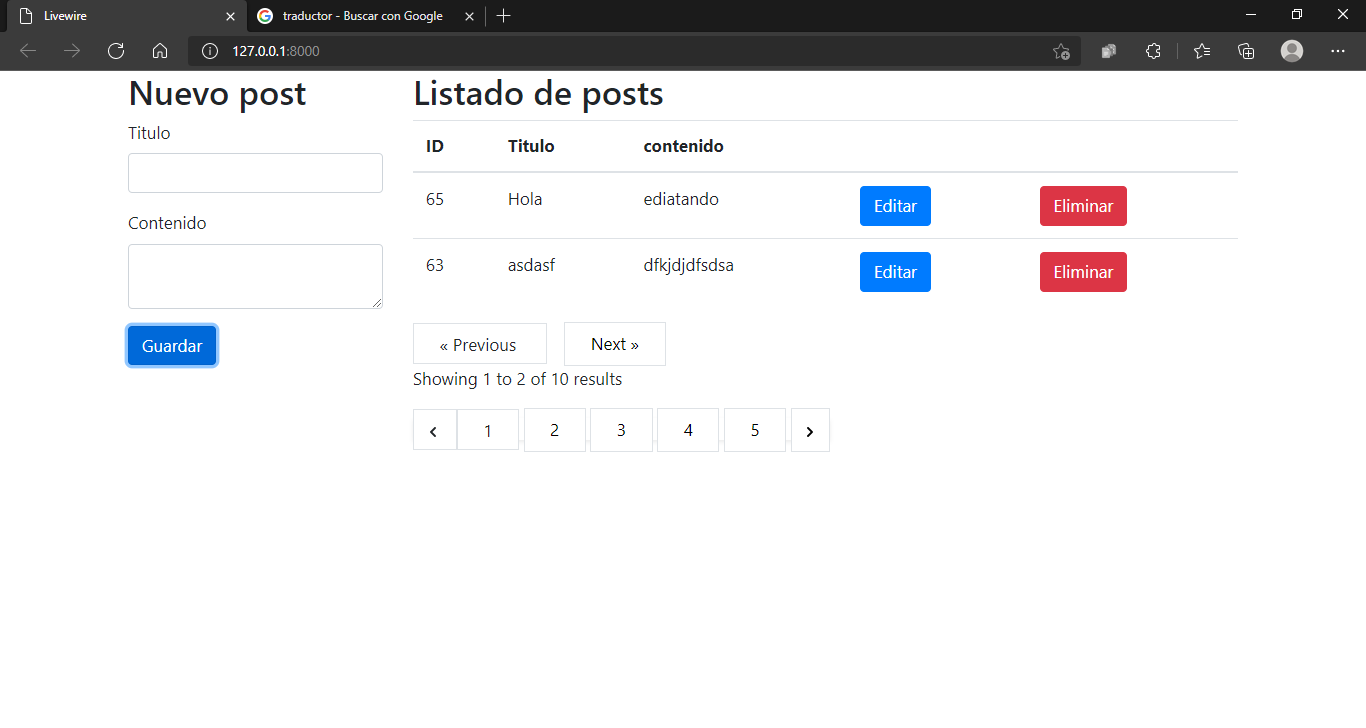 Livewire
traductor - Buscar con Google
127.0.0.1:8000
Nuevo post
Titulo
Contenido
Guardar
Listado de posts
ID Titulo contenido
65 Hola ediatando Editar Eliminar
63 asdasf dfkjdjdfsdsa Editar Eliminar
« Previous Next »
Showing 1 to 2 of 10 results
1 2 3 4 5